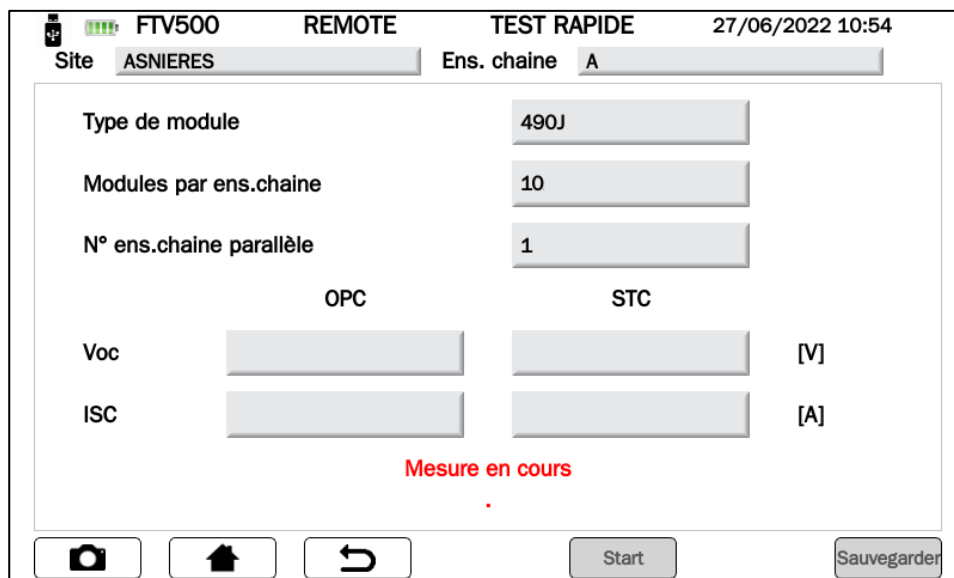 FTV500 REMOTE TEST RAPIDE 27/06/2022 10:54
Site ASNIERES Ens. chaine A
Type de module 490J
Modules par ens.chaine 10
N° ens.chaine parallèle 1
OPC STC
Voc [V]
ISC [A]
Mesure en cours
.
Start Sauvegarder